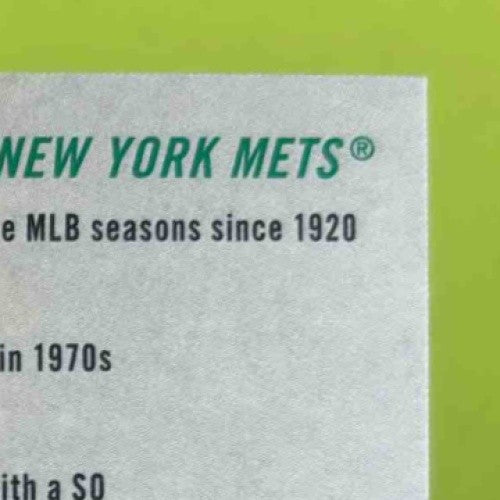 NEW YORK METS®
e MLB seasons since 1920
in 1970s
ith a SO